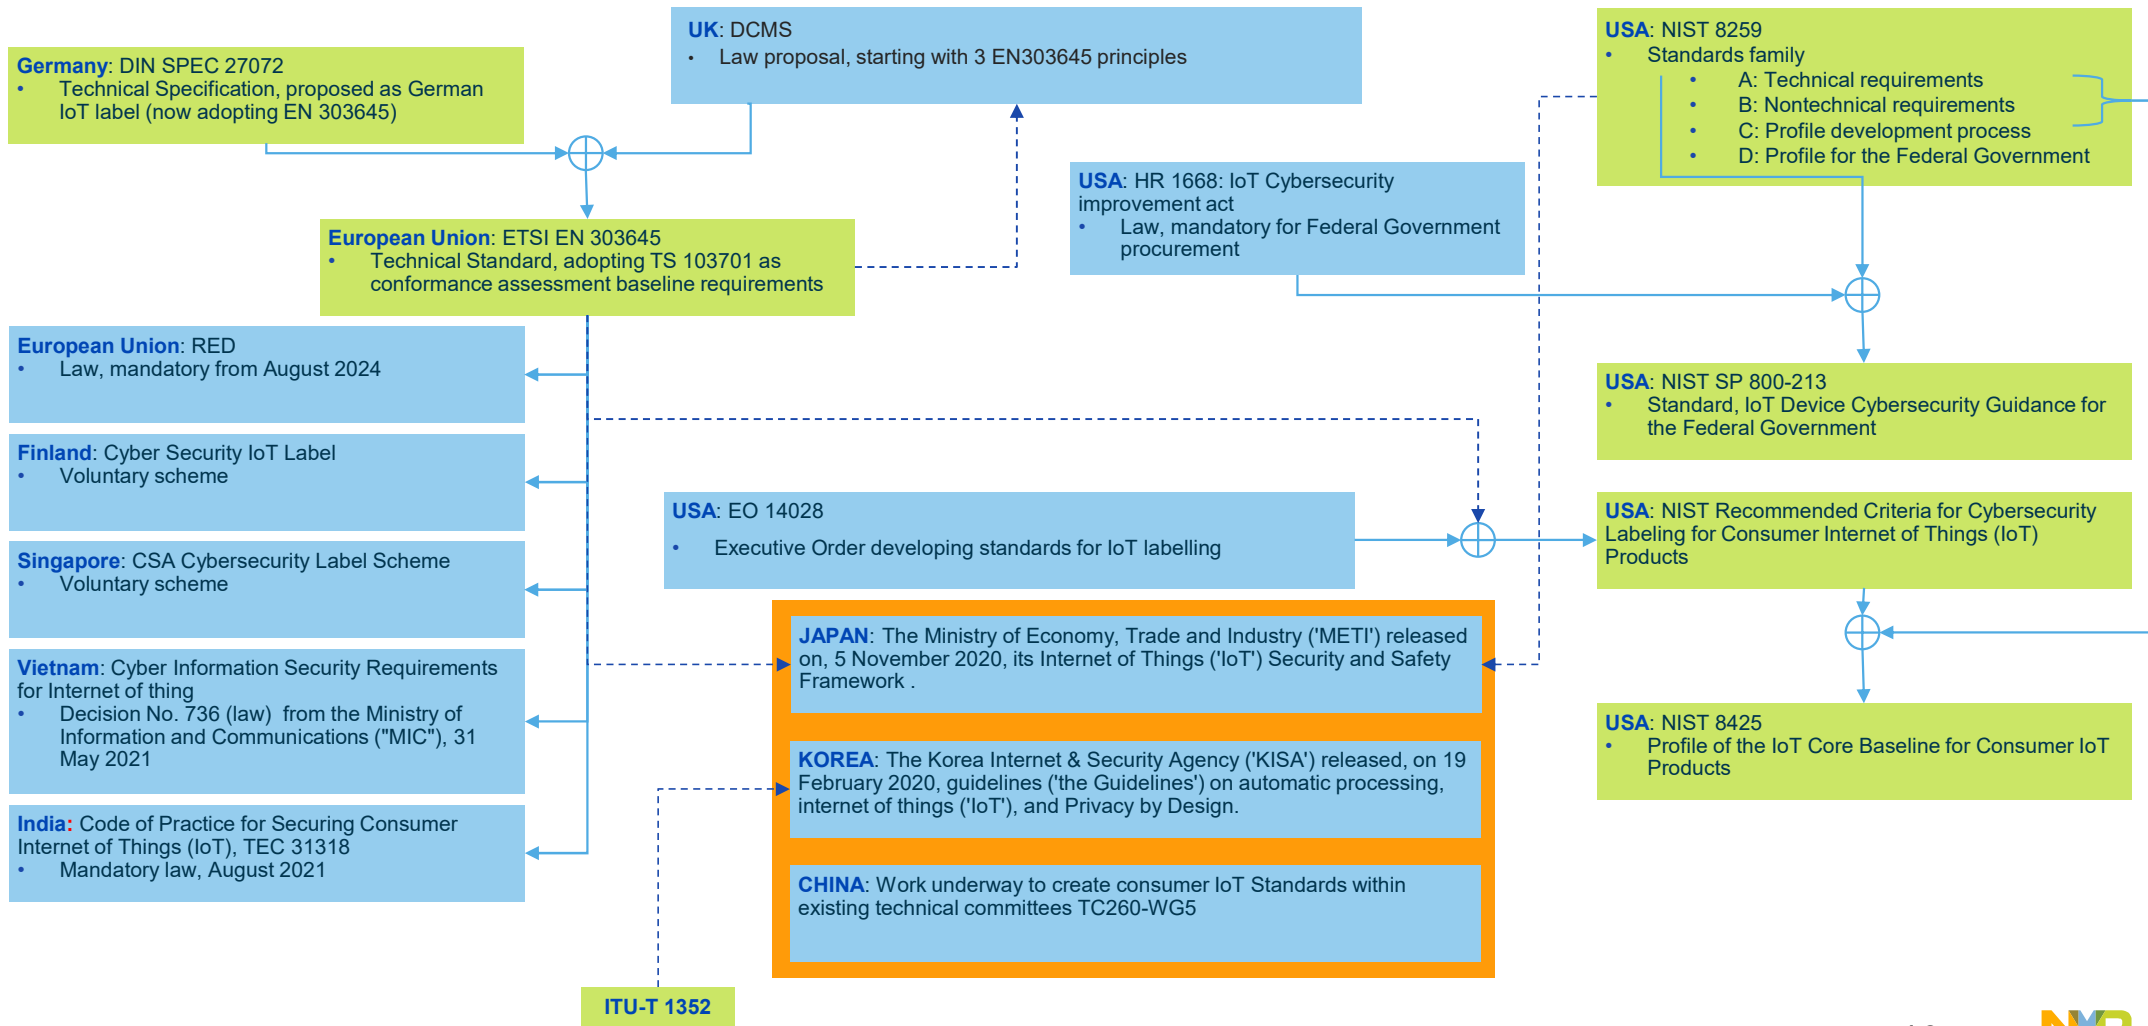 UK: DCMS
• Law proposal, starting with 3 EN303645 principles
Germany: DIN SPEC 27072
• Technical Specification, proposed as German
IoT label (now adopting EN 303645)
USA: NIST 8259
• Standards family
• A: Technical requirements
• B: Nontechnical requirements
• C: Profile development process
• D: Profile for the Federal Government
USA: HR 1668: IoT Cybersecurity
improvement act
• Law, mandatory for Federal Government
procurement
European Union: ETSI EN 303645
• Technical Standard, adopting TS 103701 as
conformance assessment baseline requirements
European Union: RED
• Law, mandatory from August 2024
Finland: Cyber Security IoT Label
• Voluntary scheme
Singapore: CSA Cybersecurity Label Scheme
• Voluntary scheme
Vietnam: Cyber Information Security Requirements
for Internet of thing
• Decision No. 736 (law) from the Ministry of
Information and Communications ("MIC"), 31
May 2021
India: Code of Practice for Securing Consumer
Internet of Things (IoT), TEC 31318
• Mandatory law, August 2021
USA: NIST SP 800-213
• Standard, IoT Device Cybersecurity Guidance for
the Federal Government
USA: EO 14028
• Executive Order developing standards for IoT labelling
USA: NIST Recommended Criteria for Cybersecurity
Labeling for Consumer Internet of Things (IoT)
Products
JAPAN: The Ministry of Economy, Trade and Industry ('METI') released
on, 5 November 2020, its Internet of Things ('IoT') Security and Safety
Framework .
KOREA: The Korea Internet & Security Agency ('KISA') released, on 19
February 2020, guidelines ('the Guidelines') on automatic processing,
internet of things ('IoT'), and Privacy by Design.
CHINA: Work underway to create consumer IoT Standards within
existing technical committees TC260-WG5
USA: NIST 8425
• Profile of the IoT Core Baseline for Consumer IoT
Products
ITU-T 1352